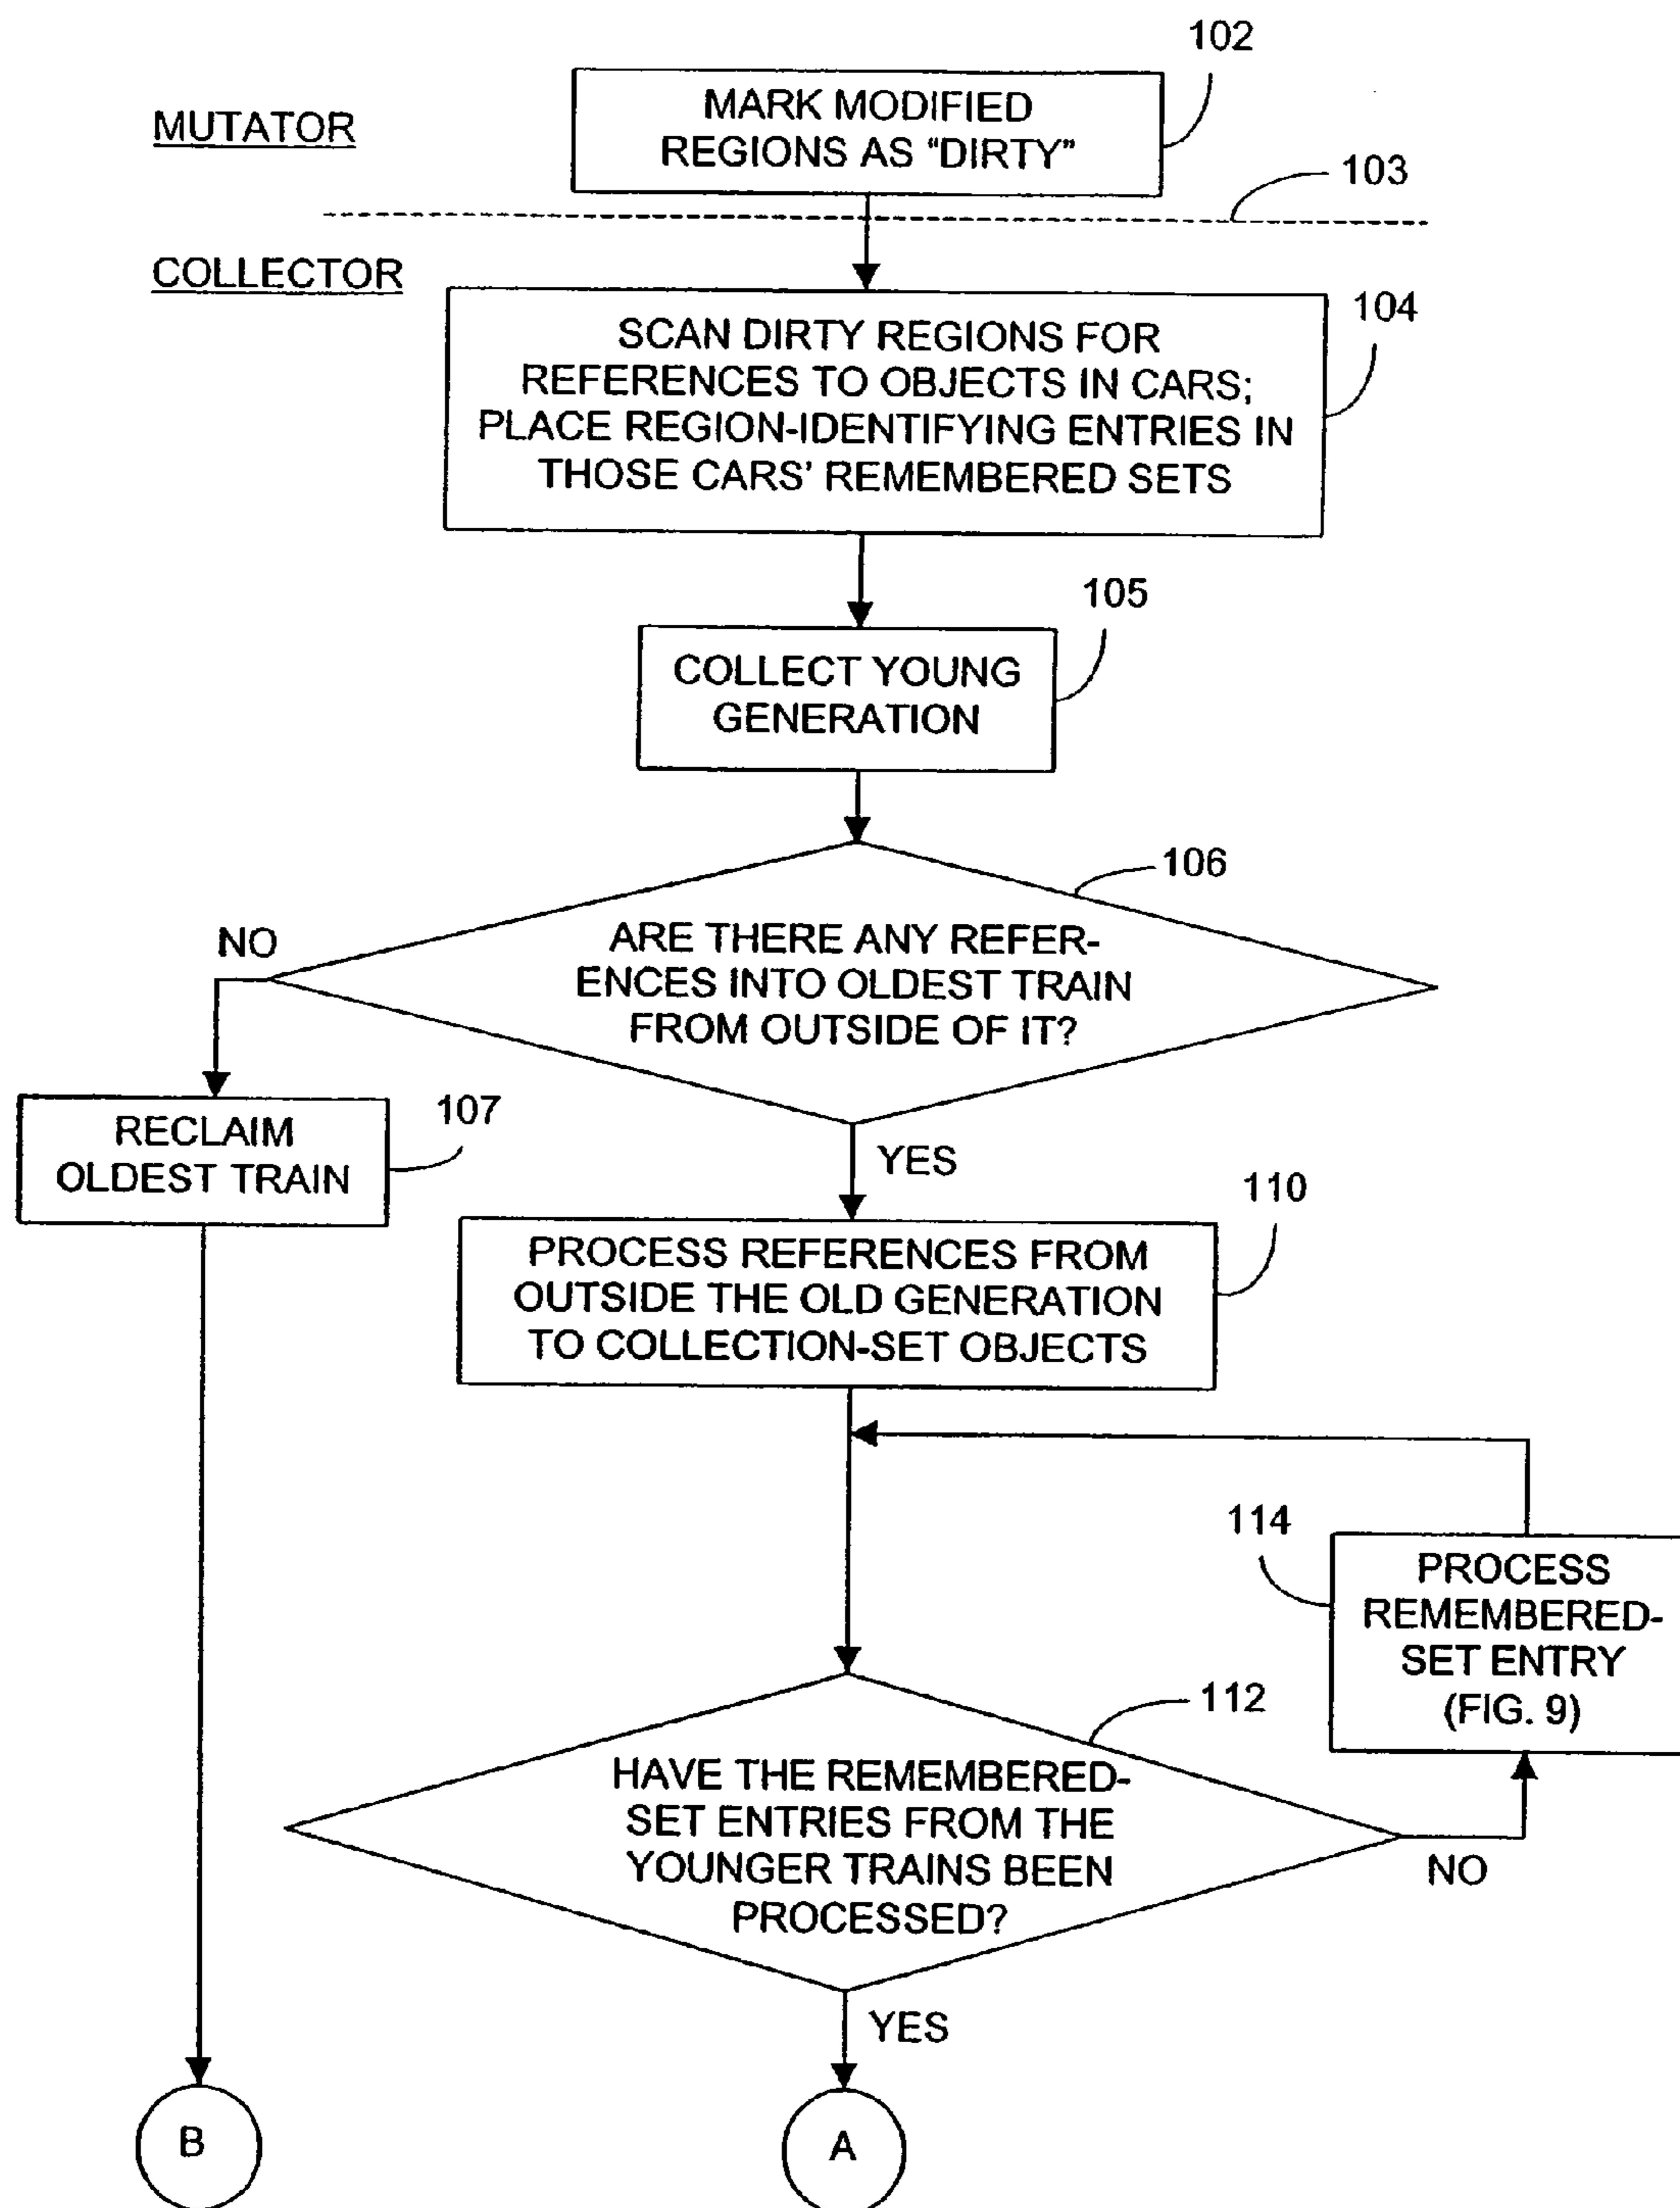 102
MARK MODIFIED
REGIONS AS "DIRTY"
MUTATOR
103
COLLECTOR
104
SCAN DIRTY REGIONS FOR
REFERENCES TO OBJECTS IN CARS;
PLACE REGION-IDENTIFYING ENTRIES IN
THOSE CARS' REMEMBERED SETS
105
COLLECT YOUNG
GENERATION
106
ARE THERE ANY REFER-
ENCES INTO OLDEST TRAIN
FROM OUTSIDE OF IT?
NO
107
RECLAIM
OLDEST TRAIN
YES
110
PROCESS REFERENCES FROM
OUTSIDE THE OLD GENERATION
TO COLLECTION-SET OBJECTS
114
PROCESS
REMEMBERED-
SET ENTRY
(FIG. 9)
112
HAVE THE REMEMBERED-
SET ENTRIES FROM THE
YOUNGER TRAINS BEEN
PROCESSED?
NO
YES
B
A